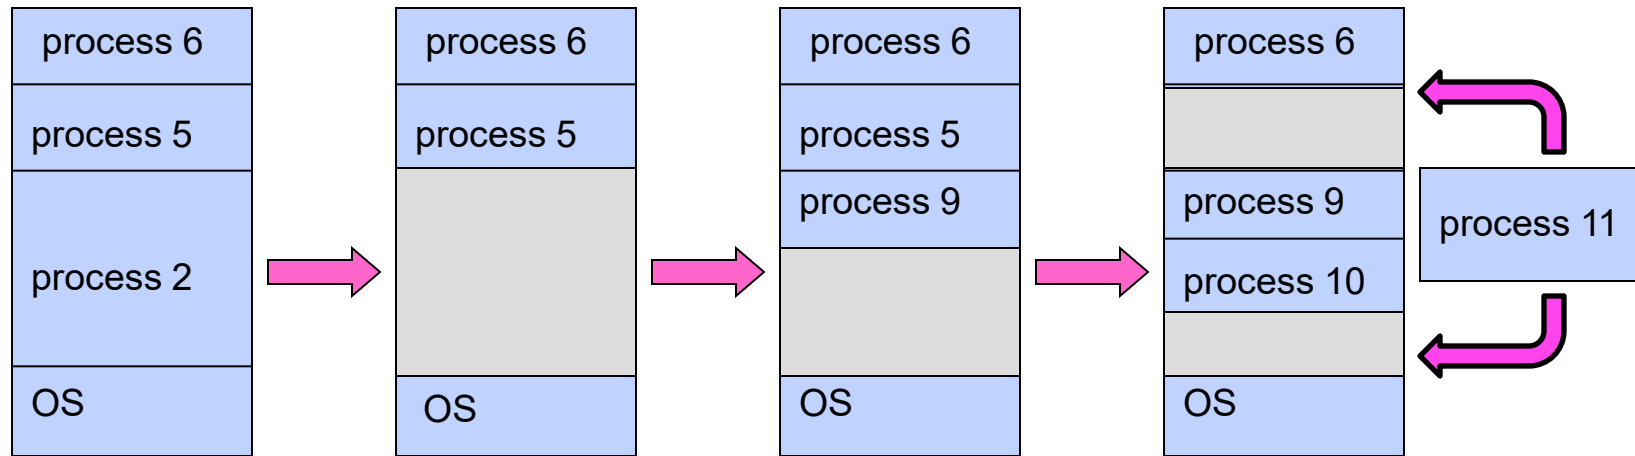 process 6
process 5
process 2
OS
process 6
process 5
OS
process 6
process 5
process 9
OS
process 6
process 9
process 10
OS
process 11